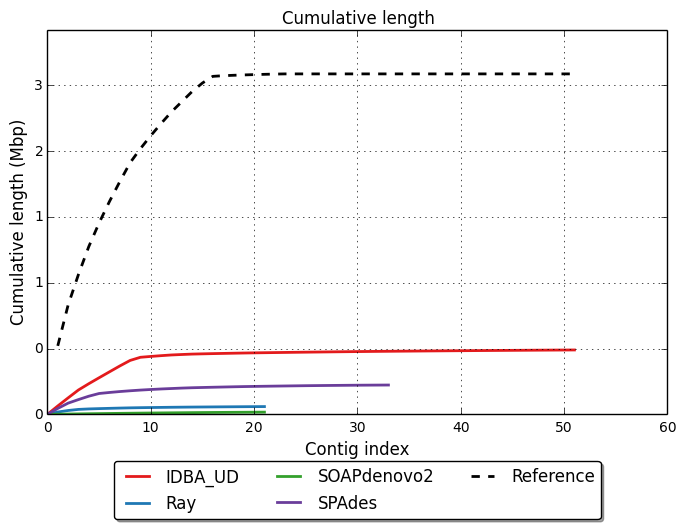 Cumulative length
Cumulative length (Mbp)
3
2
1
1
0
0
0 10 20 30 40 50 60
Contig index
IDBA_UD SOAPdenovo2 Reference
Ray SPAdes